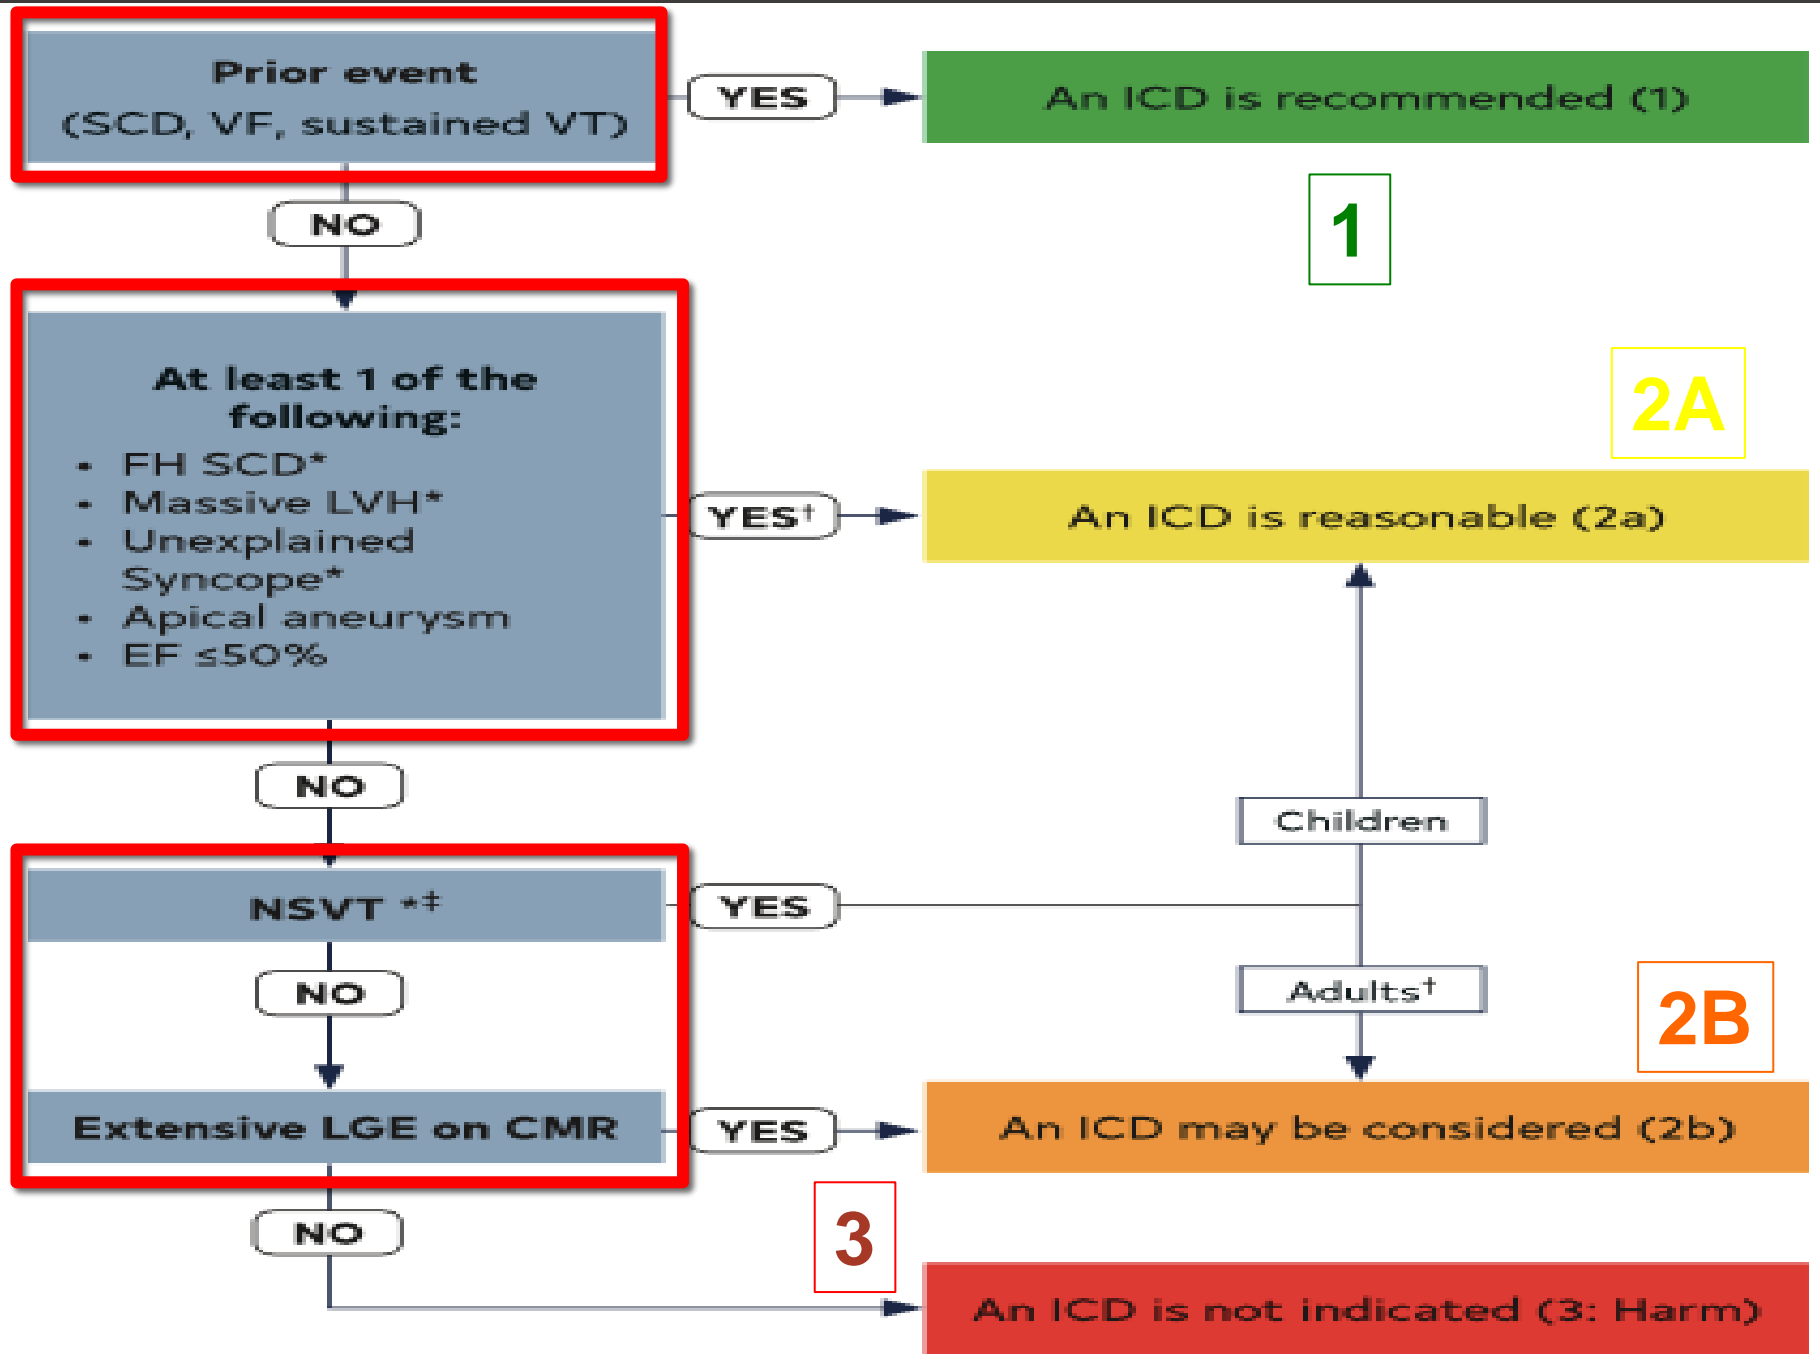 Prior event
(SCD, VF, sustained VT)
YES
An ICD is recommended (1)
1
NO
At least 1 of the
following:
• FH SCD*
• Massive LVH*
• Unexplained
Syncope*
• Apical aneurysm
• EF ≤50%
YES†
An ICD is reasonable (2a)
2A
NO
Children
NSVT *‡
YES
Adults†
NO
2B
Extensive LGE on CMR
YES
An ICD may be considered (2b)
NO
3
An ICD is not indicated (3: Harm)